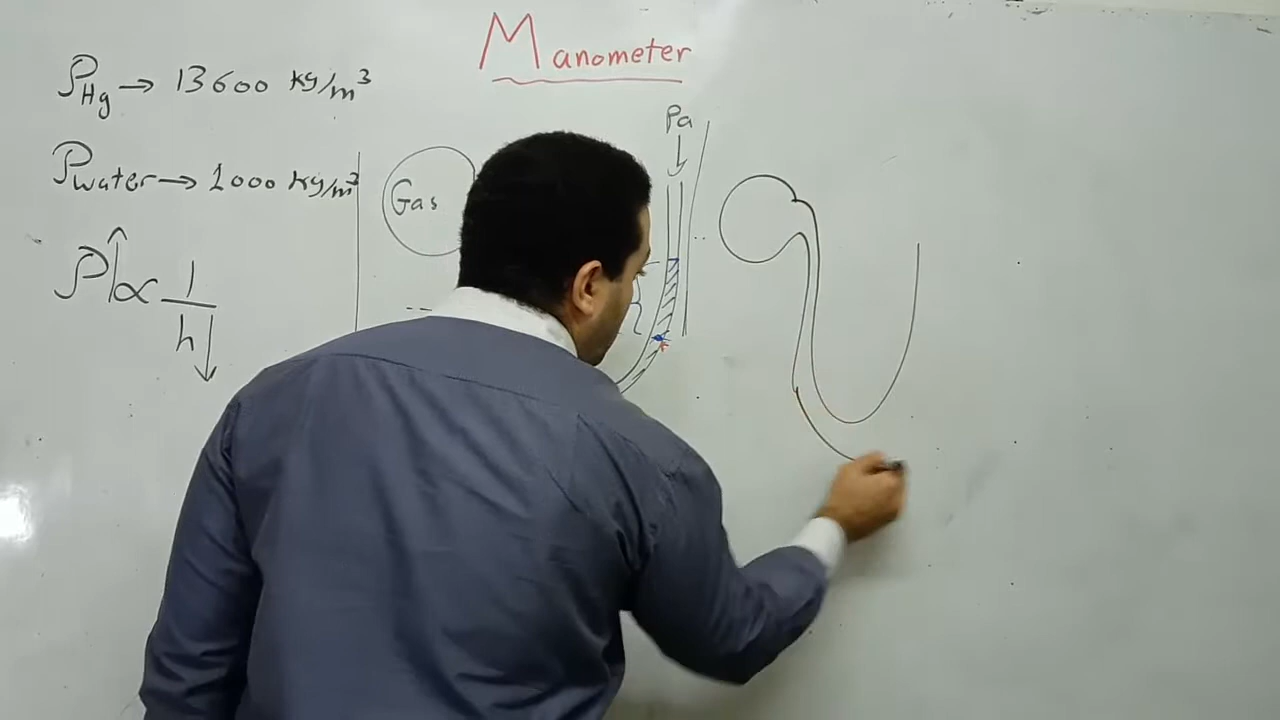 Manometer
ρHg → 13600 kg/m³
ρwater → 1000 kg/m³
ρ↑ ∝ 1/h↓
Gas
Pa
h